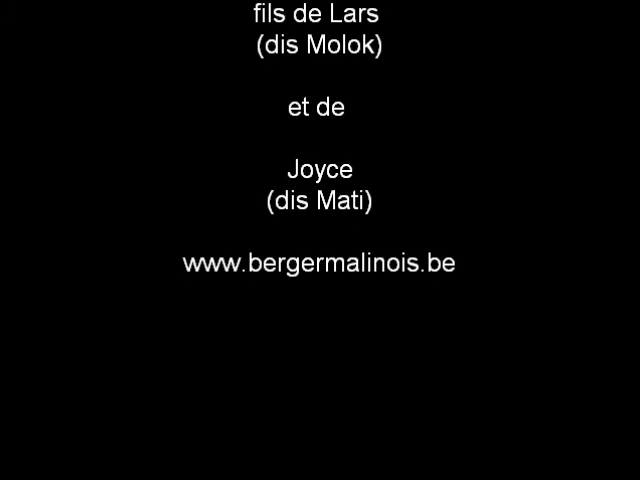 fils de Lars
(dis Molok)
et de
Joyce
(dis Mati)
www.bergermalinois.be